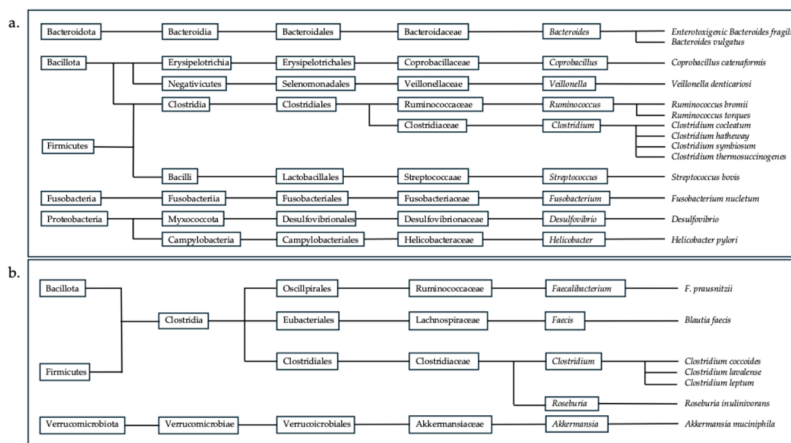 a.
Bacteroidota Bacteroidia Bacteroidales Bacteroidaceae Bacteroides Enterotoxigenic Bacteroides fragili
Bacteroides vulgatus
Bacillota Erysipelotrichia Erysipelotrichales Coprobacillaceae Coprobacillus Coprobacillus catenaformis
Negativicutes Selenomonadales Veillonellaceae Veillonella Veillonella denticariosi
Clostridia Clostridiales Ruminococcaceae Ruminococcus Ruminococcus bromii
Ruminococcus torques
Clostridiaceae Clostridium Clostridium cocleatum
Clostridium hatheway
Firmicutes
Clostridium symbiosum
Clostridium thermosuccinogenes
Bacilli Lactobacillales Streptococcaae Streptococcus Streptococcus bovis
Fusobacteria Fusobacteriia Fusobacteriales Fusobacteriaceae Fusobacterium Fusobacterium nucletum
Proteobacteria Myxococcota Desulfovibrionales Desulfovibrionaceae Desulfovibrio Desulfovibrio
Campylobacteria Campylobacteriales Helicobacteraceae Helicobacter Helicobacter pylori
b.
Bacillota Oscillpirales Ruminococcaceae Faecalibacterium F. prausnitzii
Clostridia Eubacteriales Lachnospiraceae Faecis Blautia faecis
Clostridiales Clostridiaceae Clostridium Clostridium coccoides
Firmicutes Clostridium lavalense
Clostridium leptum
Roseburia Roseburia inulinivorans
Verrucomicrobiota Verrucomicrobiae Verrucoicrobiales Akkermansiaceae Akkermansia Akkermansia muciniphila